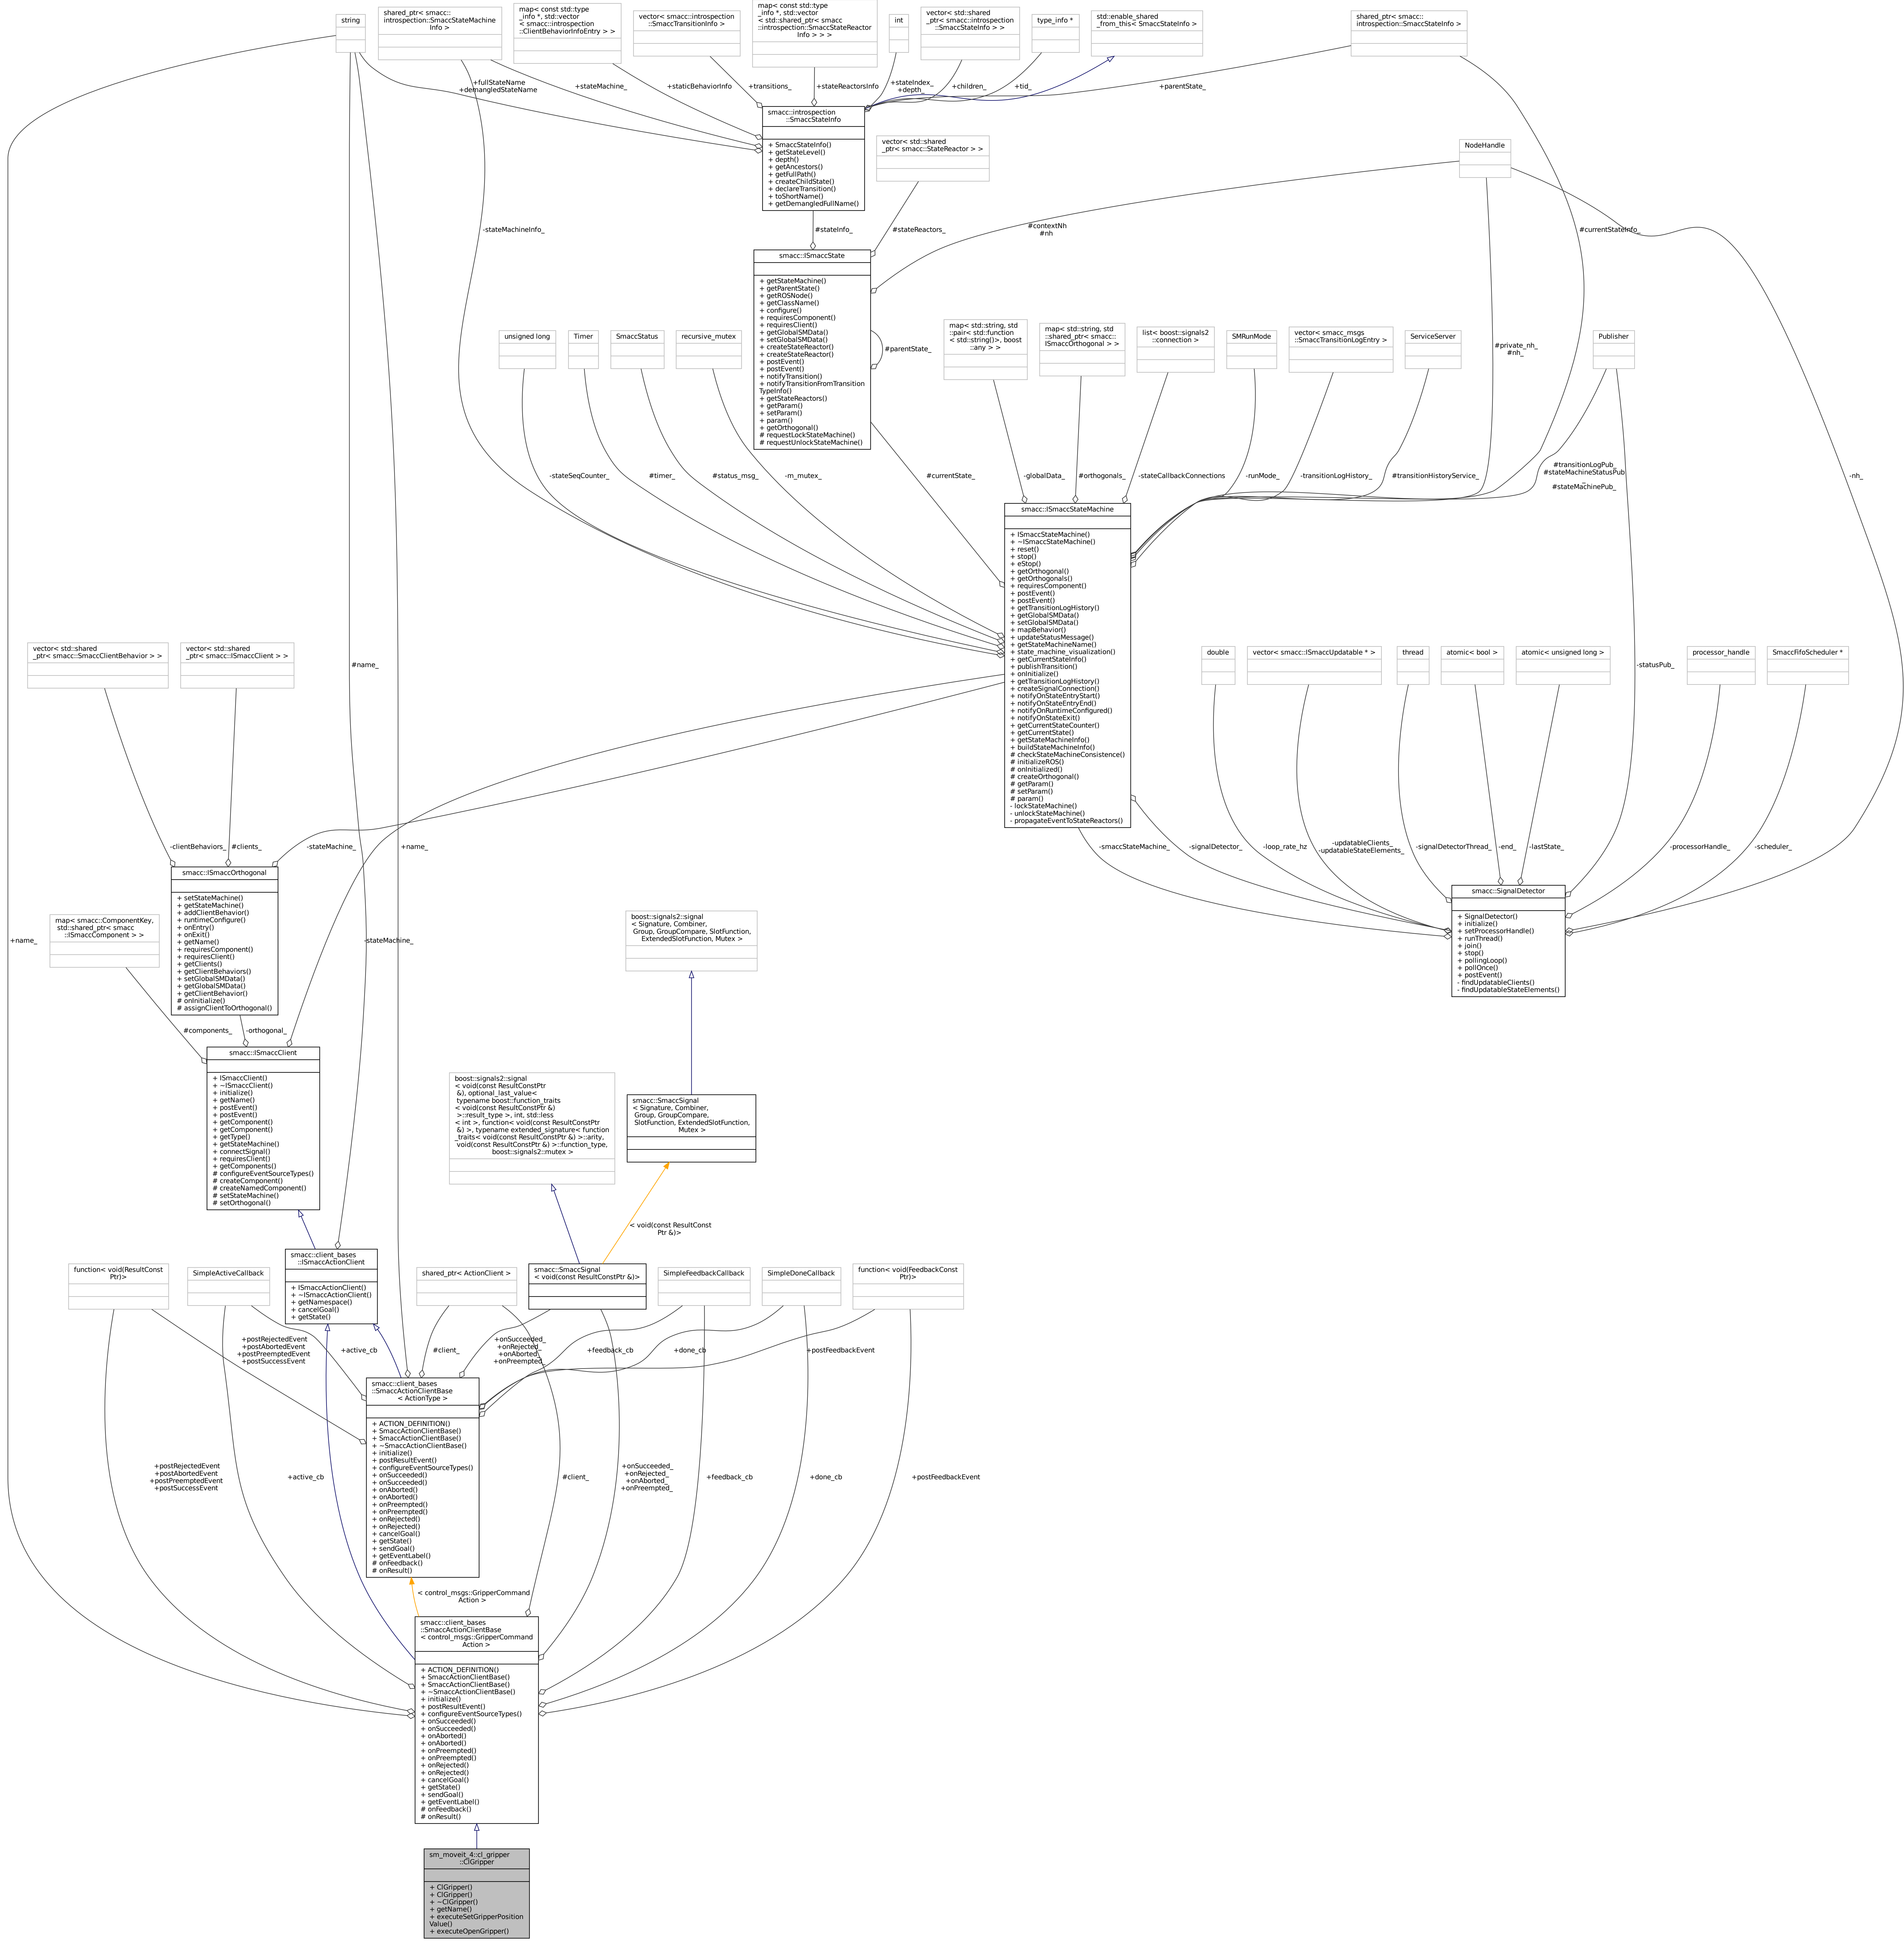 string
shared_ptr< smacc::
introspection::SmaccStateMachine
Info >
map< const std::type
_info *, std::vector
< smacc::introspection
::ClientBehaviorInfoEntry > >
vector< smacc::introspection
::SmaccTransitionInfo >
map< const std::type
_info *, std::vector
< std::shared_ptr< smacc
::introspection::SmaccStateReactor
Info > > >
int
vector< std::shared
_ptr< smacc::introspection
::SmaccStateInfo > >
type_info *
std::enable_shared
_from_this< SmaccStateInfo >
shared_ptr< smacc::
introspection::SmaccStateInfo >
+fullStateName
+demangledStateName
+stateMachine_
+staticBehaviorInfo
+transitions_
+stateReactorsInfo
+stateIndex_
+depth_
+children_
+tid_
+parentState_
smacc::introspection
::SmaccStateInfo
+ SmaccStateInfo()
+ getStateLevel()
+ depth()
+ getAncestors()
+ getFullPath()
+ createChildState()
+ declareTransition()
+ toShortName()
+ getDemangledFullName()
vector< std::shared
_ptr< smacc::StateReactor > >
NodeHandle
-stateMachineInfo_
#stateInfo_
#stateReactors_
#contextNh
#nh
#currentStateInfo_
smacc::ISmaccState
+ getStateMachine()
+ getParentState()
+ getROSNode()
+ getClassName()
+ configure()
+ requiresComponent()
+ requiresClient()
+ getGlobalSMData()
+ setGlobalSMData()
+ createStateReactor()
+ createStateReactor()
+ postEvent()
+ postEvent()
+ notifyTransition()
+ notifyTransitionFromTransition
TypeInfo()
+ getStateReactors()
+ getParam()
+ setParam()
+ param()
+ getOrthogonal()
# requestLockStateMachine()
# requestUnlockStateMachine()
#parentState_
unsigned long
Timer
SmaccStatus
recursive_mutex
map< std::string, std
::pair< std::function
< std::string()>, boost
::any > >
map< std::string, std
::shared_ptr< smacc::
ISmaccOrthogonal > >
list< boost::signals2
::connection >
SMRunMode
vector< smacc_msgs
::SmaccTransitionLogEntry >
ServiceServer
#private_nh_
#nh_
Publisher
-stateSeqCounter_
#timer_
#status_msg_
-m_mutex_
#currentState_
-globalData_
#orthogonals_
-stateCallbackConnections
-runMode_
-transitionLogHistory_
#transitionHistoryService_
#transitionLogPub_
#stateMachineStatusPub
_
#stateMachinePub_
-nh_
smacc::ISmaccStateMachine
+ ISmaccStateMachine()
+ ~ISmaccStateMachine()
+ reset()
+ stop()
+ eStop()
+ getOrthogonal()
+ getOrthogonals()
+ requiresComponent()
+ postEvent()
+ postEvent()
+ getTransitionLogHistory()
+ getGlobalSMData()
+ setGlobalSMData()
+ mapBehavior()
+ updateStatusMessage()
+ getStateMachineName()
+ state_machine_visualization()
+ getCurrentStateInfo()
+ publishTransition()
+ onInitialize()
+ getTransitionLogHistory()
+ createSignalConnection()
+ notifyOnStateEntryStart()
+ notifyOnStateEntryEnd()
+ notifyOnRuntimeConfigured()
+ notifyOnStateExit()
+ getCurrentStateCounter()
+ getCurrentState()
+ getStateMachineInfo()
+ buildStateMachineInfo()
# checkStateMachineConsistence()
# initializeROS()
# onInitialized()
# createOrthogonal()
# getParam()
# setParam()
# param()
- lockStateMachine()
- unlockStateMachine()
- propagateEventToStateReactors()
vector< std::shared
_ptr< smacc::SmaccClientBehavior > >
vector< std::shared
_ptr< smacc::ISmaccClient > >
#name_
double
vector< smacc::ISmaccUpdatable * >
thread
atomic< bool >
atomic< unsigned long >
-statusPub_
processor_handle
SmaccFifoScheduler *
-clientBehaviors_
#clients_
-stateMachine_
+name_
-smaccStateMachine_
-signalDetector_
-loop_rate_hz
-updatableClients_
-updatableStateElements_
-signalDetectorThread_
-end_
-lastState_
-processorHandle_
-scheduler_
smacc::ISmaccOrthogonal
+ setStateMachine()
+ getStateMachine()
+ addClientBehavior()
+ runtimeConfigure()
+ onEntry()
+ onExit()
+ getName()
+ requiresComponent()
+ requiresClient()
+ getClients()
+ getClientBehaviors()
+ setGlobalSMData()
+ getGlobalSMData()
+ getClientBehavior()
# onInitialize()
# assignClientToOrthogonal()
smacc::SignalDetector
+ SignalDetector()
+ initialize()
+ setProcessorHandle()
+ runThread()
+ join()
+ stop()
+ pollingLoop()
+ pollOnce()
+ postEvent()
- findUpdatableClients()
- findUpdatableStateElements()
map< smacc::ComponentKey,
std::shared_ptr< smacc
::ISmaccComponent > >
boost::signals2::signal
< Signature, Combiner,
Group, GroupCompare, SlotFunction,
ExtendedSlotFunction, Mutex >
+name_
-stateMachine_
#components_
-orthogonal_
smacc::ISmaccClient
+ ISmaccClient()
+ ~ISmaccClient()
+ initialize()
+ getName()
+ postEvent()
+ postEvent()
+ getComponent()
+ getComponent()
+ getType()
+ getStateMachine()
+ connectSignal()
+ requiresClient()
+ getComponents()
# configureEventSourceTypes()
# createComponent()
# createNamedComponent()
# setStateMachine()
# setOrthogonal()
boost::signals2::signal
< void(const ResultConstPtr
&), optional_last_value<
typename boost::function_traits
< void(const ResultConstPtr &)
>::result_type >, int, std::less
< int >, function< void(const ResultConstPtr
&) >, typename extended_signature< function
_traits< void(const ResultConstPtr &) >::arity,
void(const ResultConstPtr &) >::function_type,
boost::signals2::mutex >
smacc::SmaccSignal
< Signature, Combiner,
Group, GroupCompare,
SlotFunction, ExtendedSlotFunction,
Mutex >
< void(const ResultConst
Ptr &)>
function< void(ResultConst
Ptr)>
SimpleActiveCallback
smacc::client_bases
::ISmaccActionClient
+ ISmaccActionClient()
+ ~ISmaccActionClient()
+ getNamespace()
+ cancelGoal()
+ getState()
shared_ptr< ActionClient >
smacc::SmaccSignal
< void(const ResultConstPtr &)>
SimpleFeedbackCallback
SimpleDoneCallback
function< void(FeedbackConst
Ptr)>
+postRejectedEvent
+postAbortedEvent
+postPreemptedEvent
+postSuccessEvent
+active_cb
#client_
+onSucceeded_
+onRejected_
+onAborted_
+onPreempted_
+feedback_cb
+done_cb
+postFeedbackEvent
smacc::client_bases
::SmaccActionClientBase
< ActionType >
+ ACTION_DEFINITION()
+ SmaccActionClientBase()
+ SmaccActionClientBase()
+ ~SmaccActionClientBase()
+ initialize()
+ postResultEvent()
+ configureEventSourceTypes()
+ onSucceeded()
+ onSucceeded()
+ onAborted()
+ onAborted()
+ onPreempted()
+ onPreempted()
+ onRejected()
+ onRejected()
+ cancelGoal()
+ getState()
+ sendGoal()
+ getEventLabel()
# onFeedback()
# onResult()
+postRejectedEvent
+postAbortedEvent
+postPreemptedEvent
+postSuccessEvent
+active_cb
#client_
+onSucceeded_
+onRejected_
+onAborted_
+onPreempted_
+feedback_cb
+done_cb
+postFeedbackEvent
< control_msgs::GripperCommand
Action >
smacc::client_bases
::SmaccActionClientBase
< control_msgs::GripperCommand
Action >
+ ACTION_DEFINITION()
+ SmaccActionClientBase()
+ SmaccActionClientBase()
+ ~SmaccActionClientBase()
+ initialize()
+ postResultEvent()
+ configureEventSourceTypes()
+ onSucceeded()
+ onSucceeded()
+ onAborted()
+ onAborted()
+ onPreempted()
+ onPreempted()
+ onRejected()
+ onRejected()
+ cancelGoal()
+ getState()
+ sendGoal()
+ getEventLabel()
# onFeedback()
# onResult()
sm_moveit_4::cl_gripper
::ClGripper
+ ClGripper()
+ ClGripper()
+ ~ClGripper()
+ getName()
+ executeSetGripperPosition
Value()
+ executeOpenGripper()